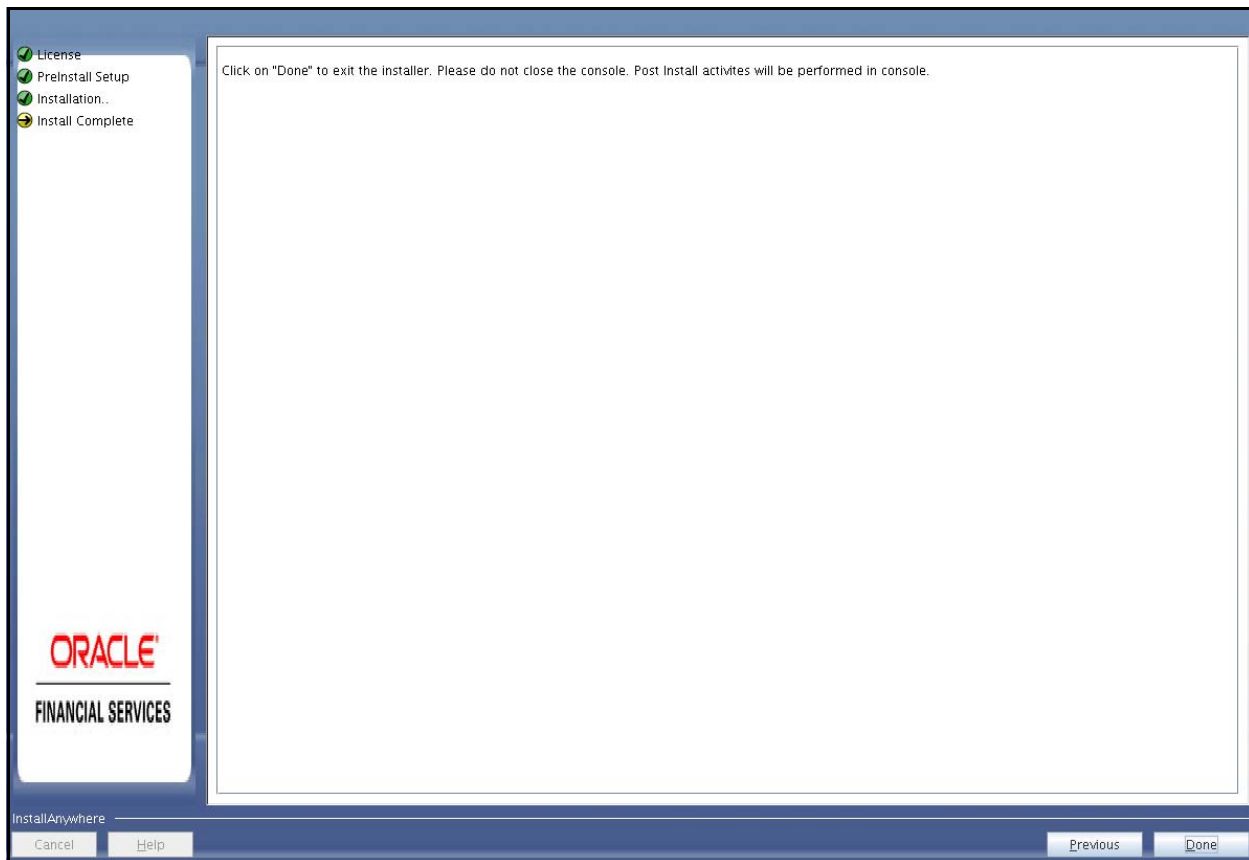 License
PreInstall Setup
Installation..
Install Complete
Click on "Done" to exit the installer. Please do not close the console. Post Install activites will be performed in console.
ORACLE
FINANCIAL SERVICES
InstallAnywhere
Cancel Help Previous Done